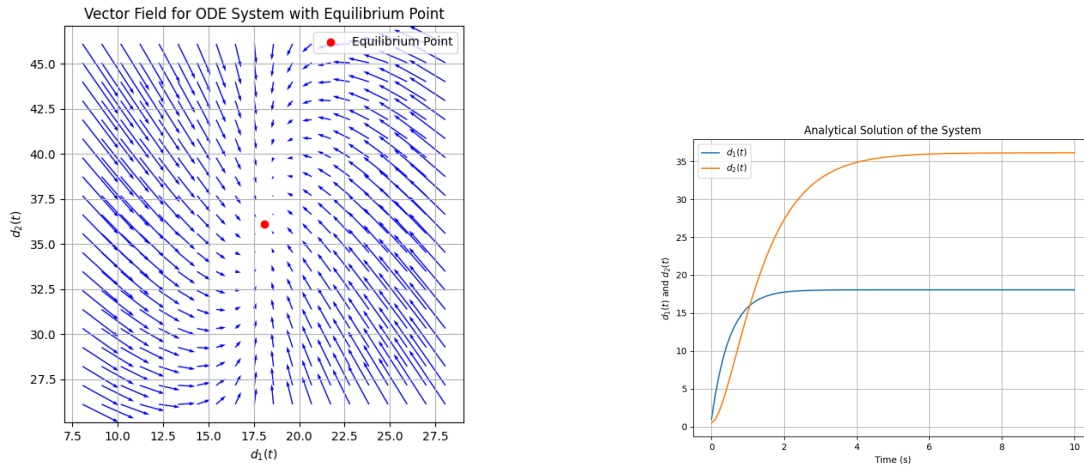 Vector Field for ODE System with Equilibrium Point
Equilibrium Point
45.0
42.5
40.0
37.5
35.0
32.5
30.0
27.5
d₂(t)
7.5 10.0 12.5 15.0 17.5 20.0 22.5 25.0 27.5
d₁(t)
Analytical Solution of the System
d₁(t)
d₂(t)
35
30
25
20
15
10
5
0
d₁(t) and d₂(t)
0 2 4 6 8 10
Time (s)